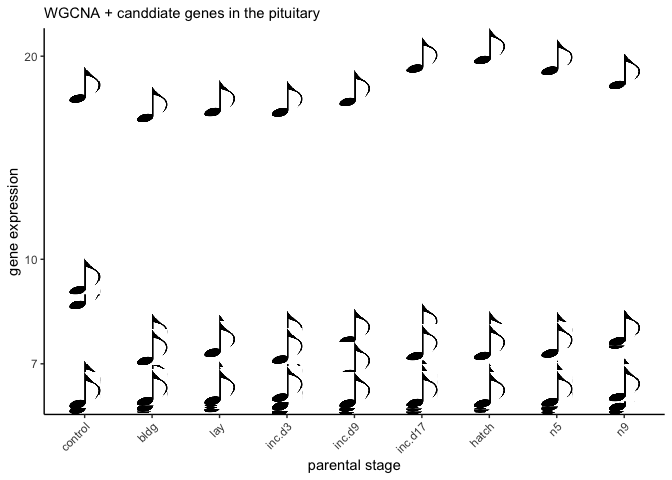 WGCNA + canddiate genes in the pituitary
gene expression
20
10
7
control
bldg
lay
inc.d3
inc.d9
inc.d17
hatch
n5
n9
parental stage